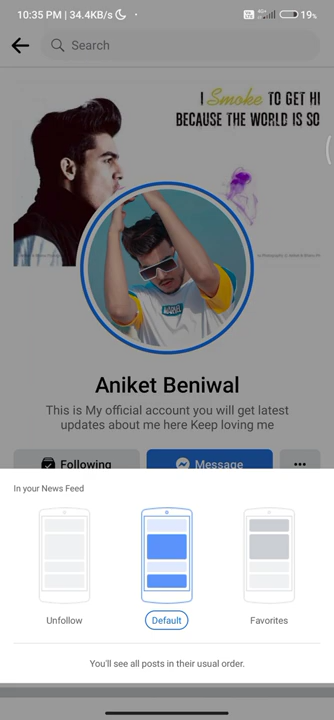 10:35 PM | 34.4KB/s
19%
Search
I Smoke TO GET HI
BECAUSE THE WORLD IS SO
Aniket Beniwal
This is My official account you will get latest
updates about me here Keep loving me
Following
Message
In your News Feed
Unfollow
Default
Favorites
You'll see all posts in their usual order.